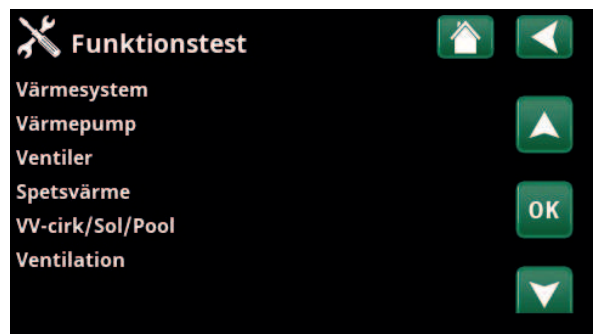 Funktionstest
Värmesystem
Värmepump
Ventiler
Spetsvärme
VV-cirk/Sol/Pool
OK
Ventilation